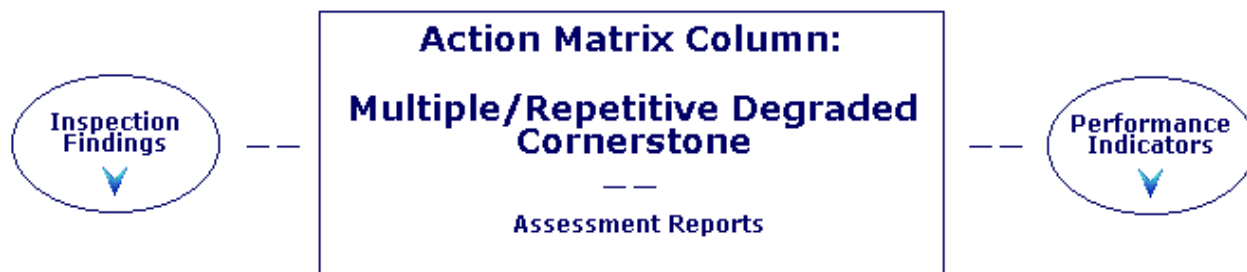 Action Matrix Column:
Multiple/Repetitive Degraded
Cornerstone
Assessment Reports
Inspection
Findings
Performance
Indicators